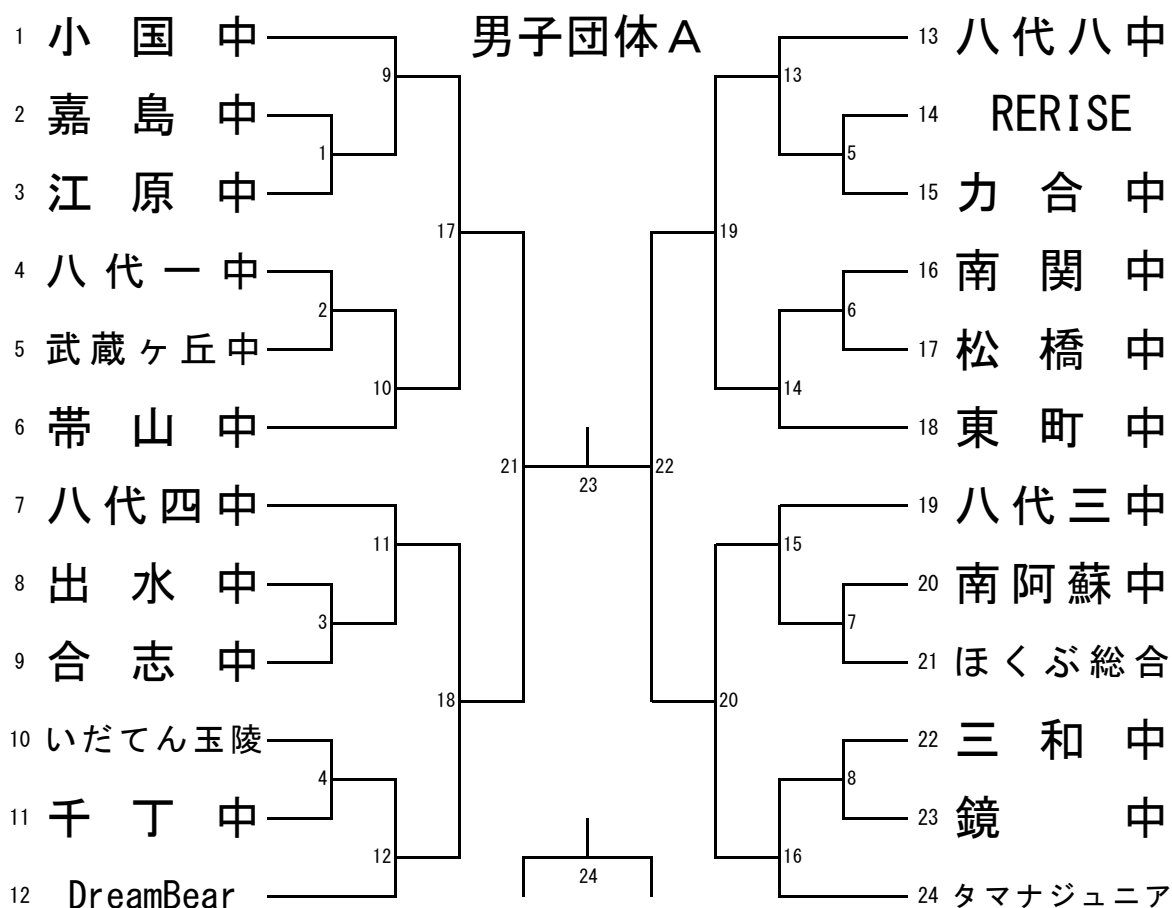 男子団体A
1 小国中
9
2 嘉島中
1
3 江原中
17
4 八代一中
2
5 武蔵ヶ丘中
10
6 帯山中
21
7 八代四中
11
8 出水中
3
9 合志中
18
10 いだてん玉陵
4
11 千丁中
12
12 DreamBear
23
24
13 八代八中
13
14 RERISE
5
15 力合中
19
16 南関中
6
17 松橋中
14
18 東町中
22
19 八代三中
15
20 南阿蘇中
7
21 ほくぶ総合
20
22 三和中
8
23 鏡中
16
24 タマナジュニア